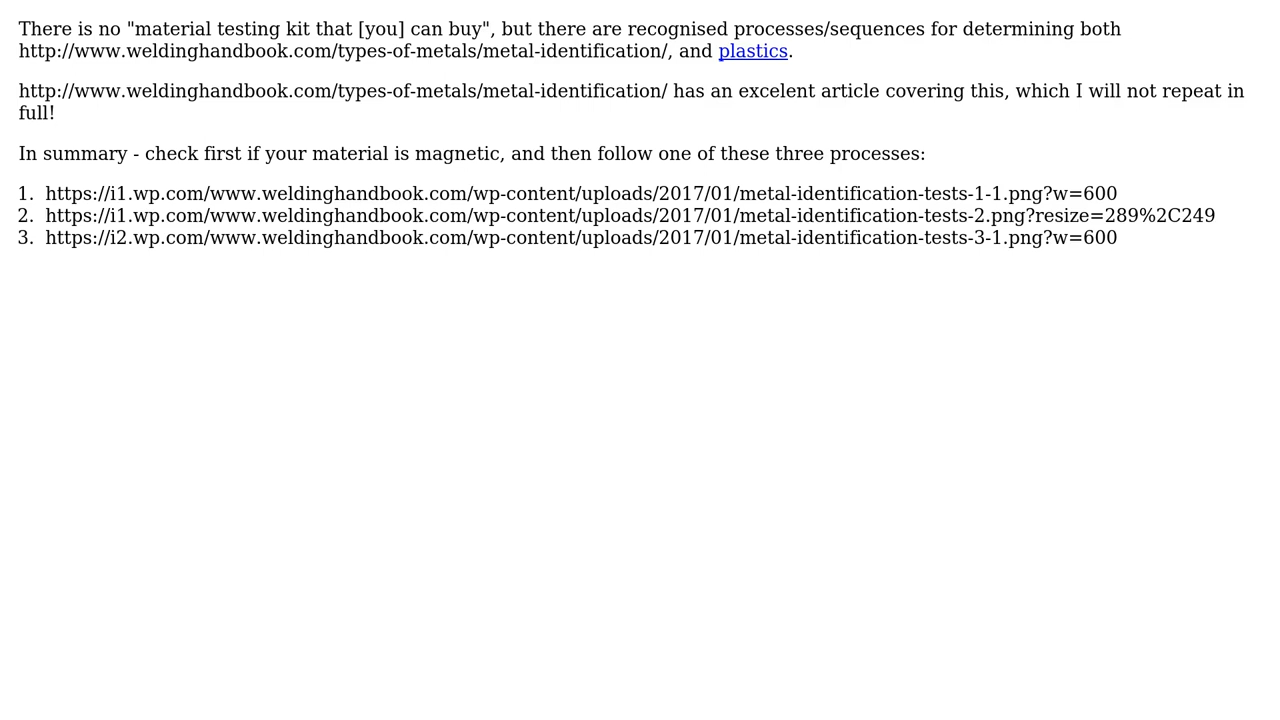 There is no "material testing kit that [you] can buy", but there are recognised processes/sequences for determining both
http://www.weldinghandbook.com/types-of-metals/metal-identification/, and plastics.
http://www.weldinghandbook.com/types-of-metals/metal-identification/ has an excelent article covering this, which I will not repeat in
full!
In summary - check first if your material is magnetic, and then follow one of these three processes:
1. https://i1.wp.com/www.weldinghandbook.com/wp-content/uploads/2017/01/metal-identification-tests-1-1.png?w=600
2. https://i1.wp.com/www.weldinghandbook.com/wp-content/uploads/2017/01/metal-identification-tests-2.png?resize=289%2C249
3. https://i2.wp.com/www.weldinghandbook.com/wp-content/uploads/2017/01/metal-identification-tests-3-1.png?w=600